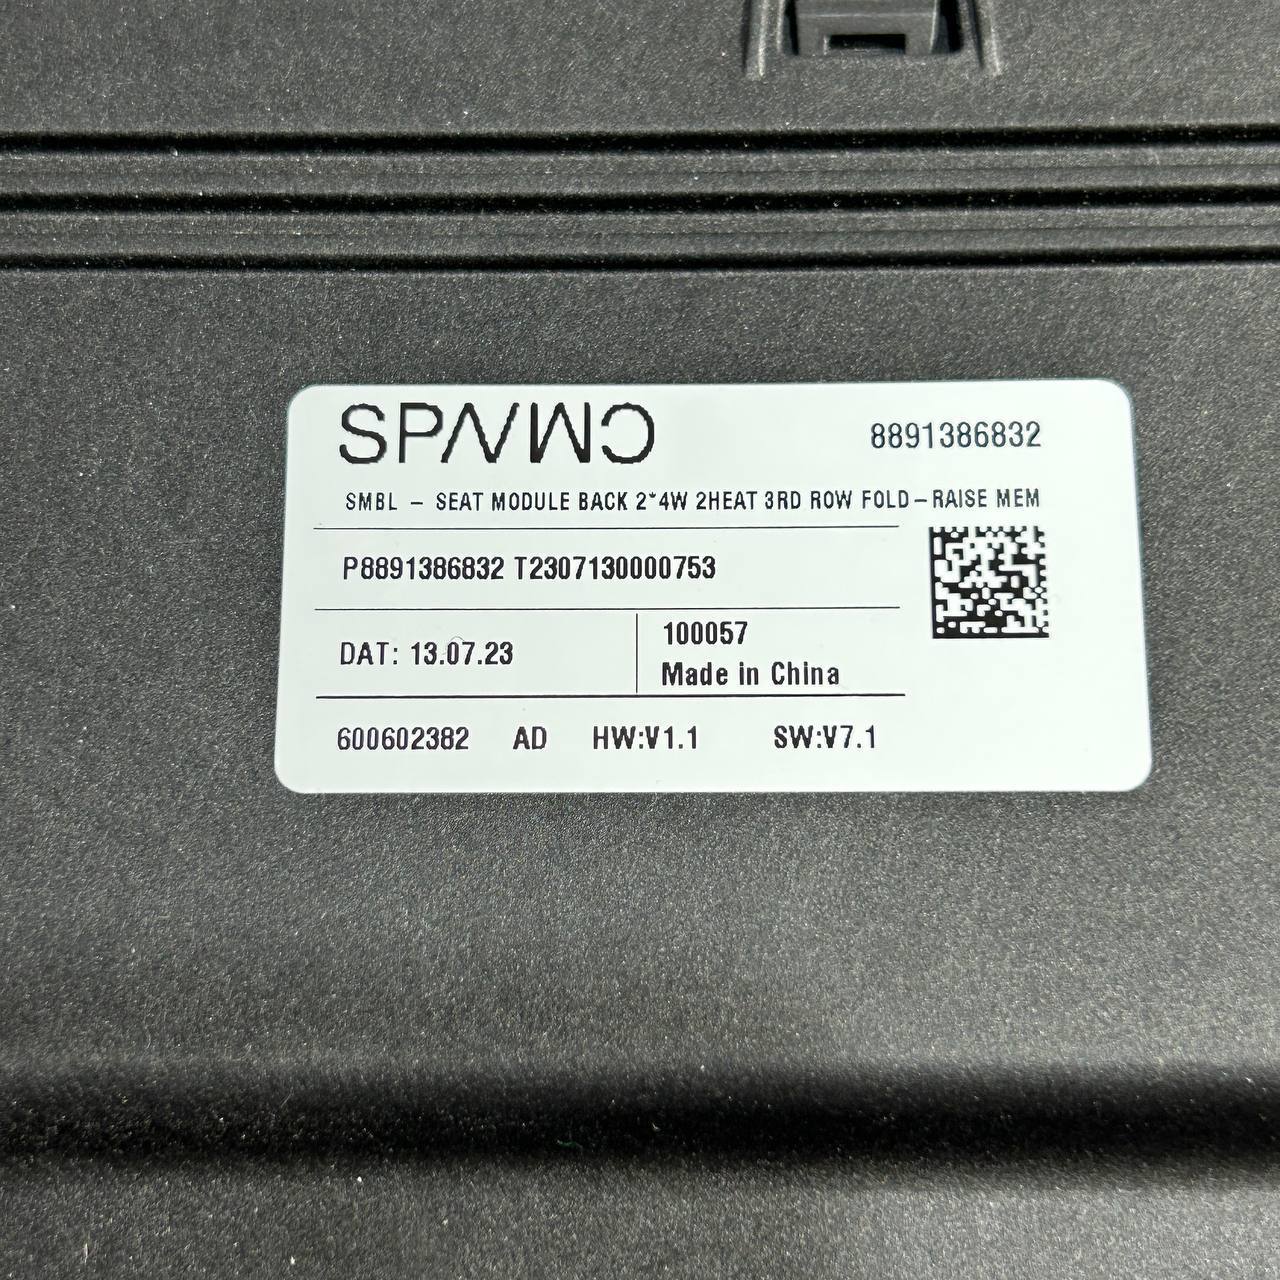 8891386832
SMBL - SEAT MODULE BACK 2*4W 2HEAT 3RD ROW FOLD-RAISE MEM
P8891386832 T2307130000753
DAT: 13.07.23
100057
Made in China
600602382 AD HW:V1.1 SW:V7.1